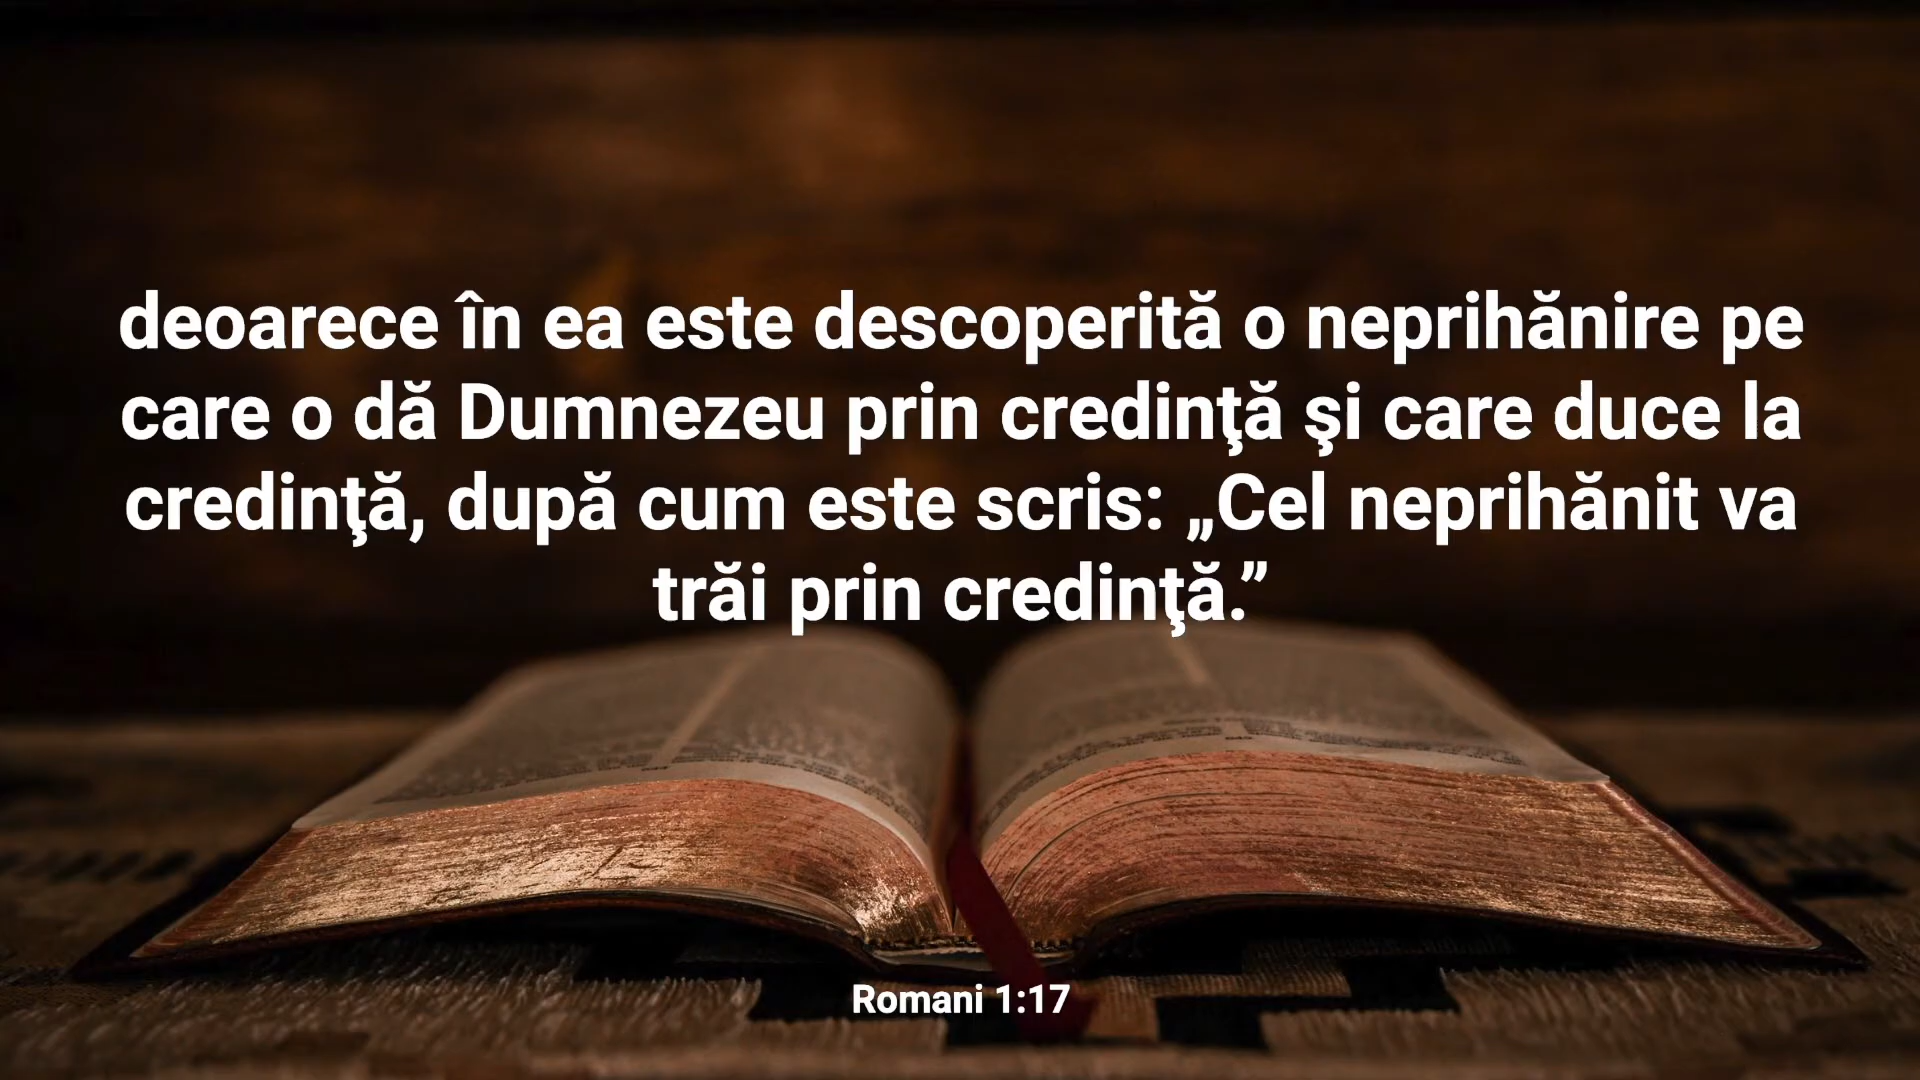 deoarece în ea este descoperită o neprihănire pe
care o dă Dumnezeu prin credinţă şi care duce la
credinţă, după cum este scris: „Cel neprihănit va
trăi prin credinţă.”
Romani 1:17